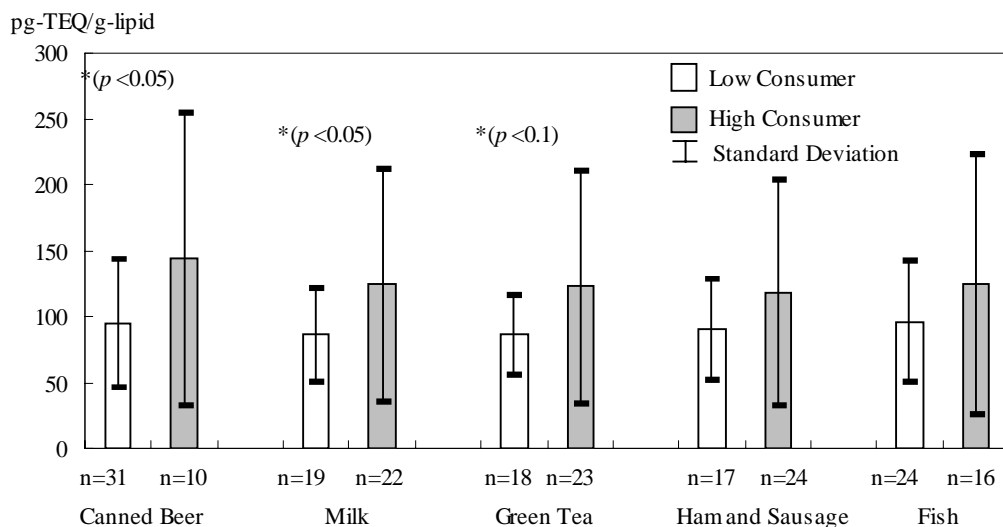 pg-TEQ/g-lipid
300
250
200
150
100
50
0
*(p <0.05)
*(p <0.05)
*(p <0.1)
Low Consumer
High Consumer
Standard Deviation
n=31 n=10 n=19 n=22 n=18 n=23 n=17 n=24 n=24 n=16
Canned Beer Milk Green Tea Ham and Sausage Fish